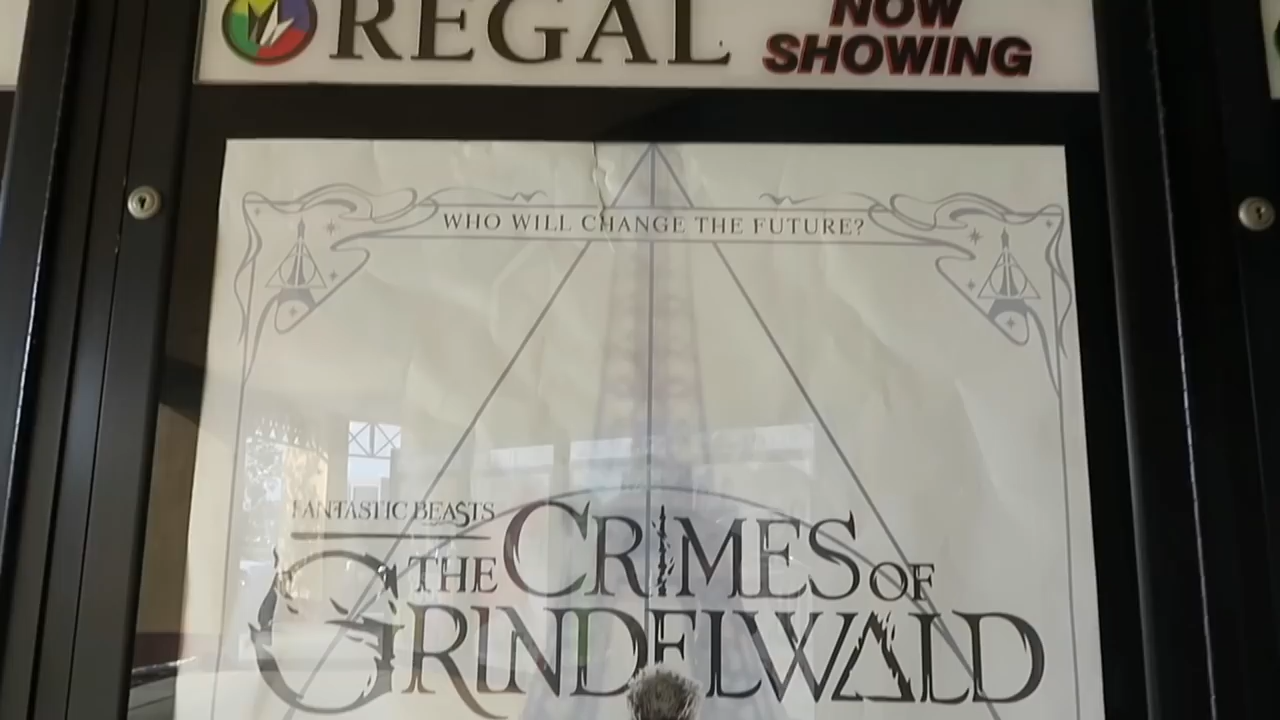 REGAL
NOW
SHOWING
WHO WILL CHANGE THE FUTURE?
FANTASTIC BEASTS
THE CRIMES OF
GRINDELWALD